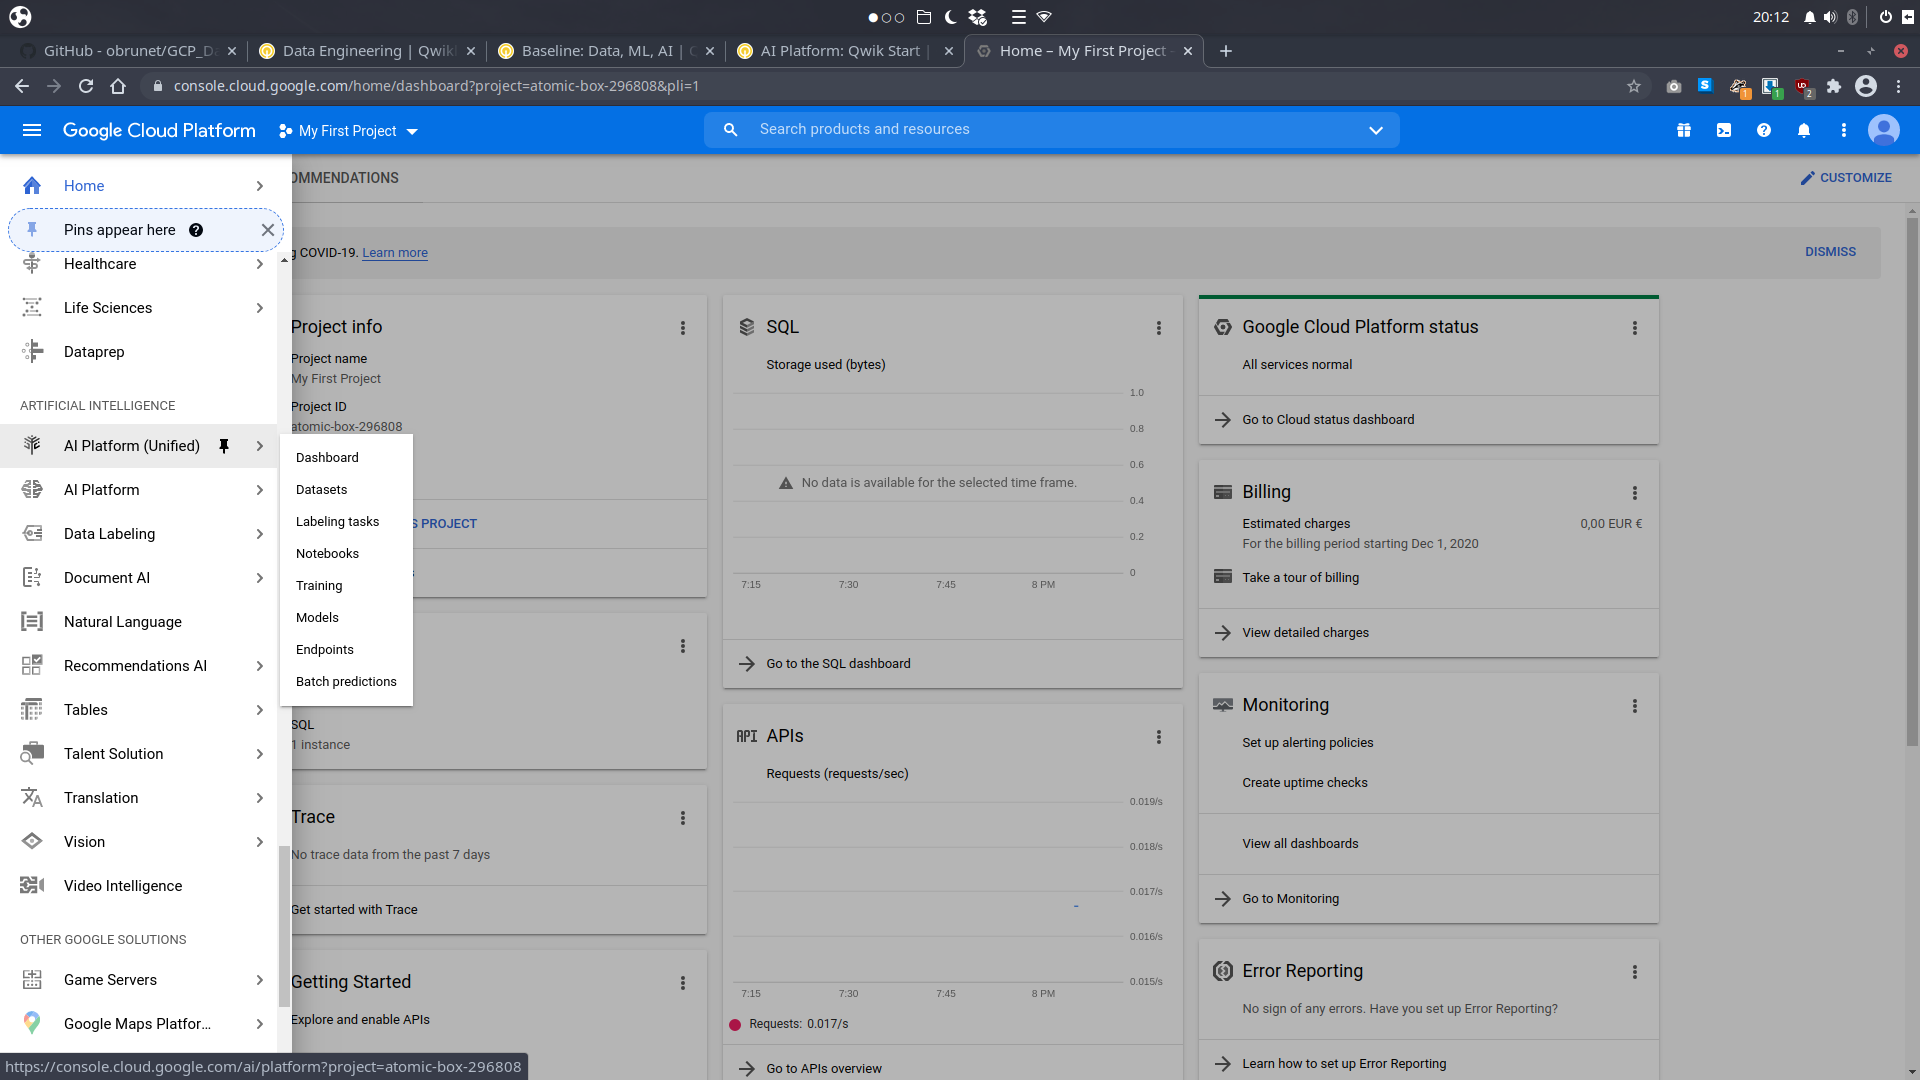 20:12
GitHub - obrunet/GCP_Da
Data Engineering | Qwikl
Baseline: Data, ML, AI | Q
AI Platform: Qwik Start |
Home – My First Project -
console.cloud.google.com/home/dashboard?project=atomic-box-296808&pli=1
1
1
2
Google Cloud Platform
My First Project
Search products and resources
Home
Pins appear here
Healthcare
Life Sciences
Dataprep
ARTIFICIAL INTELLIGENCE
AI Platform (Unified)
AI Platform
Data Labeling
Document AI
Natural Language
Recommendations AI
Tables
Talent Solution
Translation
Vision
Video Intelligence
OTHER GOOGLE SOLUTIONS
Game Servers
Google Maps Platfor...
https://console.cloud.google.com/ai/platform?project=atomic-box-296808
Dashboard
Datasets
Labeling tasks
Notebooks
Training
Models
Endpoints
Batch predictions
OMMENDATIONS
CUSTOMIZE
g COVID-19. Learn more
DISMISS
Project info
Project name
My First Project
Project ID
atomic-box-296808
S PROJECT
s
SQL
1 instance
Trace
No trace data from the past 7 days
Get started with Trace
Getting Started
Explore and enable APIs
SQL
Storage used (bytes)
1.0
0.8
0.6
No data is available for the selected time frame.
0.4
0.2
0
7:15 7:30 7:45 8 PM
Go to the SQL dashboard
API APIs
Requests (requests/sec)
0.019/s
0.018/s
0.017/s
0.016/s
0.015/s
7:15 7:30 7:45 8 PM
Requests: 0.017/s
Go to APIs overview
Google Cloud Platform status
All services normal
Go to Cloud status dashboard
Billing
Estimated charges 0,00 EUR €
For the billing period starting Dec 1, 2020
Take a tour of billing
View detailed charges
Monitoring
Set up alerting policies
Create uptime checks
View all dashboards
Go to Monitoring
Error Reporting
No sign of any errors. Have you set up Error Reporting?
Learn how to set up Error Reporting